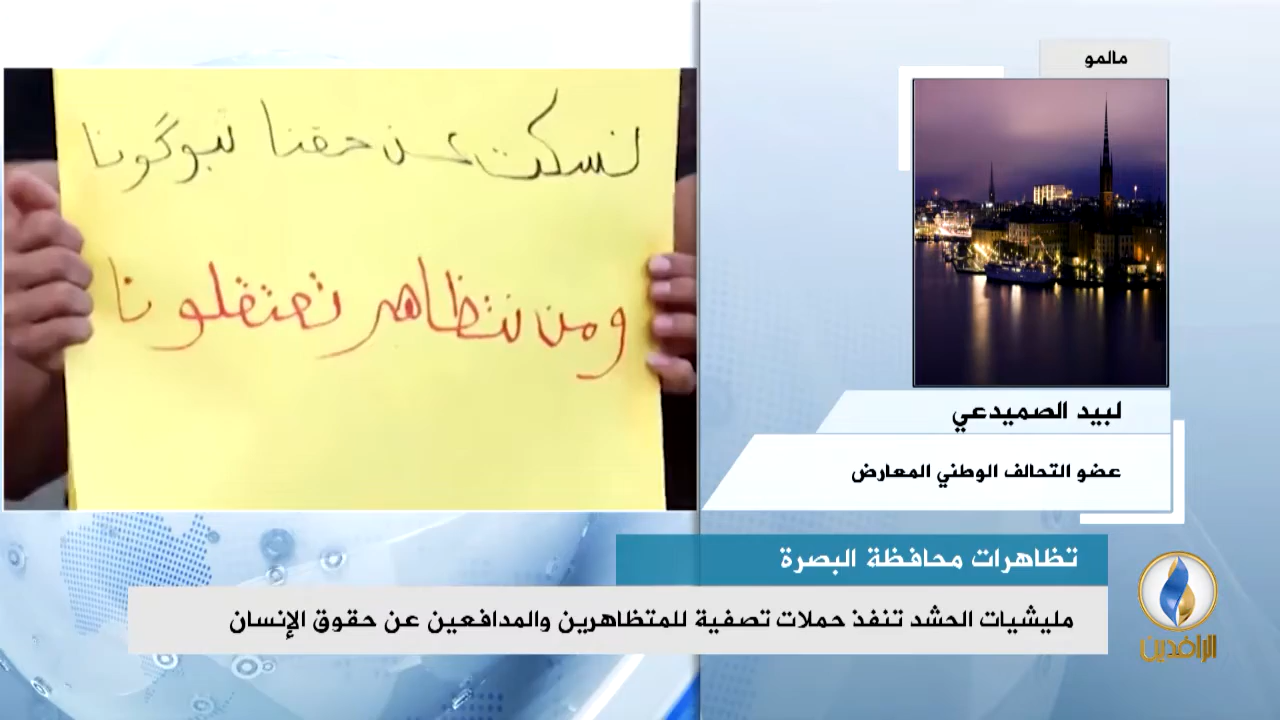 مالمو
لنسكت عن حقنا تبوگونا
ومن نتظاهر تعتقلونا
لبيد الصميدعي
عضو التحالف الوطني المعارض
تظاهرات محافظة البصرة
مليشيات الحشد تنفذ حملات تصفية للمتظاهرين والمدافعين عن حقوق الإنسان
الرافدين